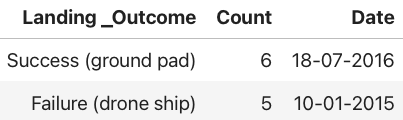 Landing _Outcome Count Date
Success (ground pad) 6 18-07-2016
Failure (drone ship) 5 10-01-2015